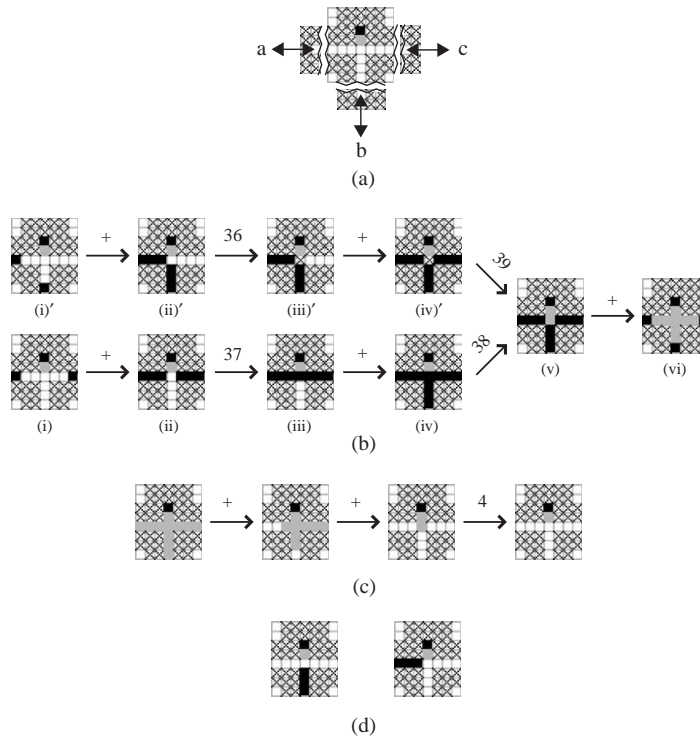 a c
b
(a)
+ 36 +
39
(i)′ (ii)′ (iii)′ (iv)′
+
+ 37 +
38
(v) (vi)
(i) (ii) (iii) (iv)
(b)
+ + 4
(c)
(d)